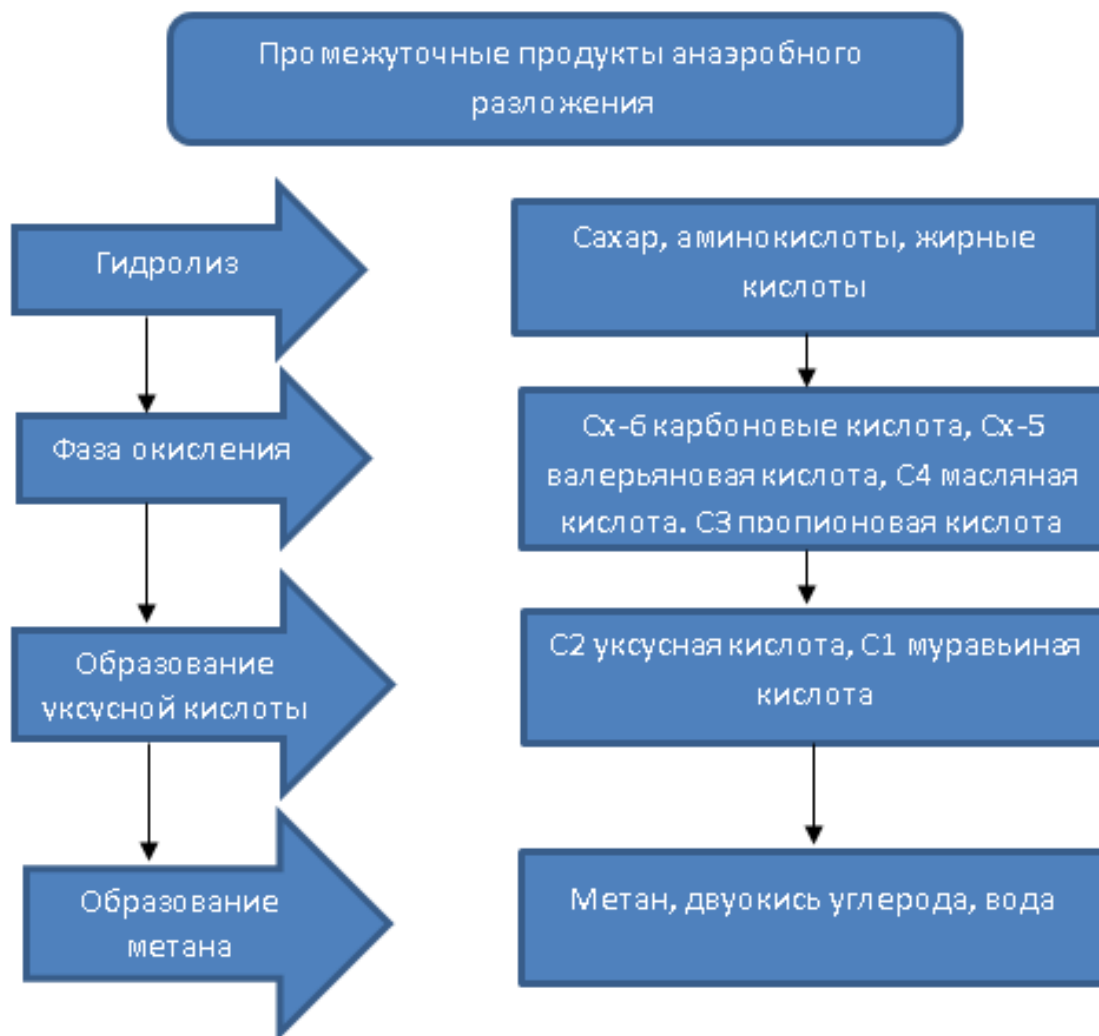 Промежуточные продукты анаэробного
разложения
Гидролиз
Сахар, аминокислоты, жирные
кислоты
Фаза окисления
Сх-6 карбоновые кислота, Сх-5
валерьяновая кислота, С4 масляная
кислота. С3 пропионовая кислота
Образование
уксусной кислоты
С2 уксусная кислота, С1 муравьиная
кислота
Образование
метана
Метан, двуокись углерода, вода